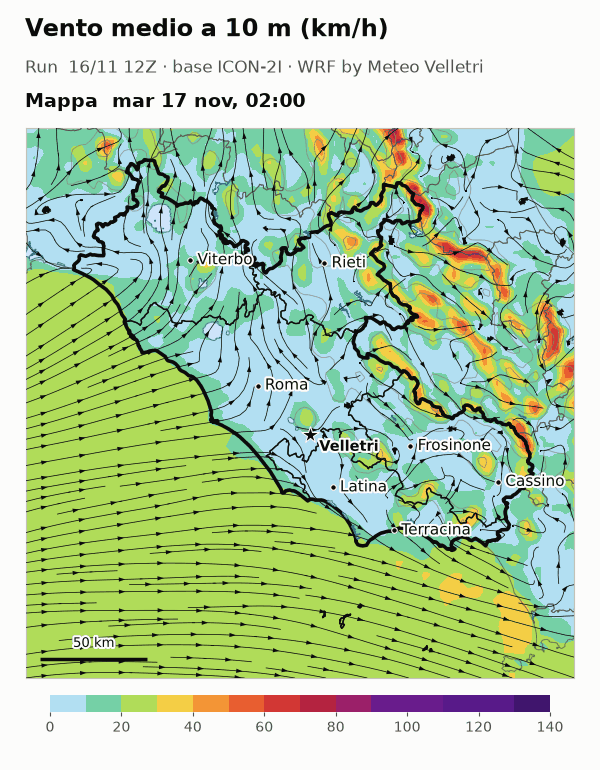 Vento medio a 10 m (km/h)
Run 16/11 12Z · base ICON-2I · WRF by Meteo Velletri
Mappa mar 17 nov, 02:00
Viterbo
Rieti
Roma
Velletri
Frosinone
Cassino
Latina
Terracina
50 km
0 20 40 60 80 100 120 140